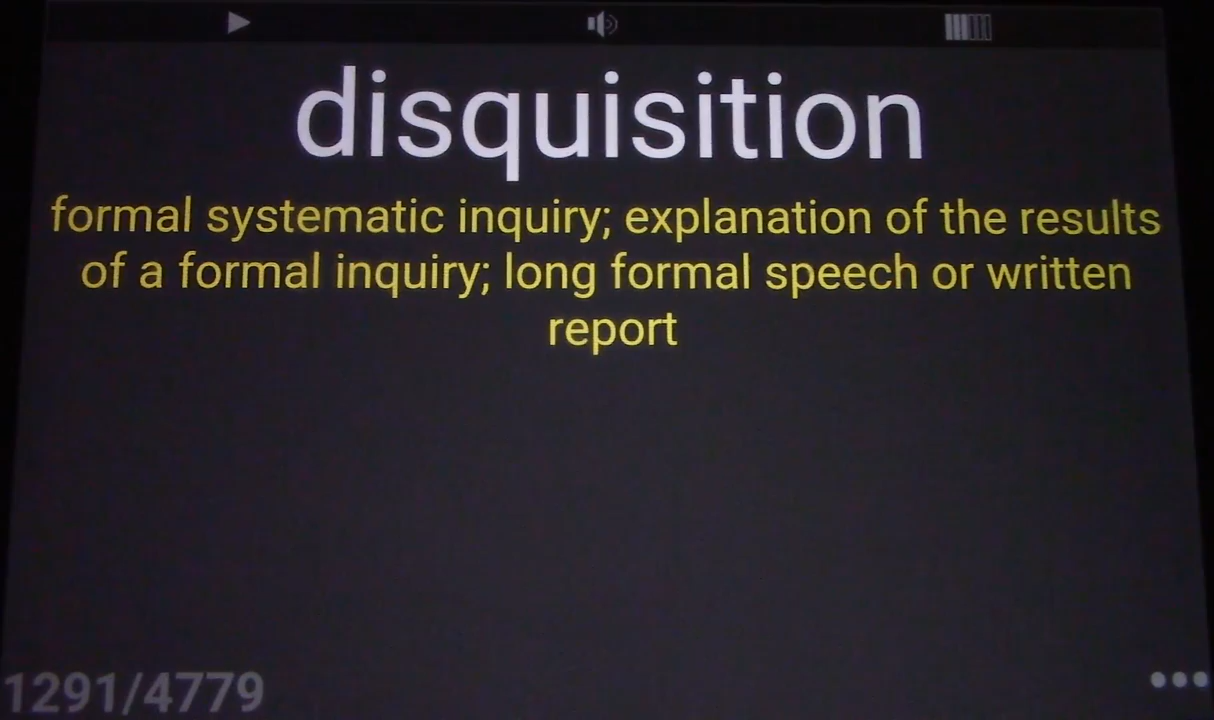 disquisition
formal systematic inquiry; explanation of the results
of a formal inquiry; long formal speech or written
report
1291/4779